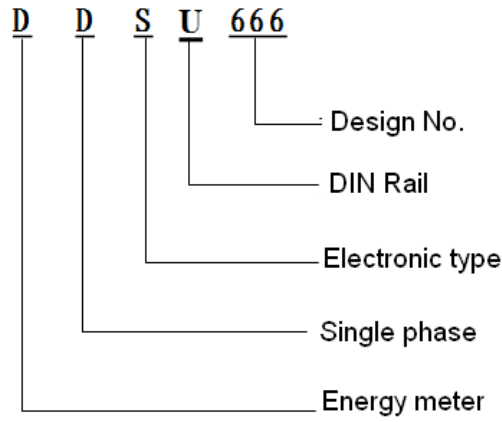 D D S U 666
Design No.
DIN Rail
Electronic type
Single phase
Energy meter